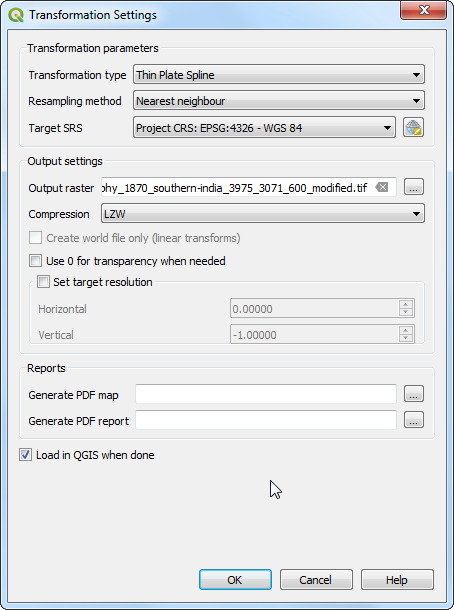 Transformation Settings
Transformation parameters
Transformation type Thin Plate Spline
Resampling method Nearest neighbour
Target SRS Project CRS: EPSG:4326 - WGS 84
Output settings
Output raster phy_1870_southern-india_3975_3071_600_modified.tif ...
Compression LZW
Create world file only (linear transforms)
Use 0 for transparency when needed
Set target resolution
Horizontal 0.00000
Vertical -1.00000
Reports
Generate PDF map ...
Generate PDF report ...
Load in QGIS when done
OK Cancel Help